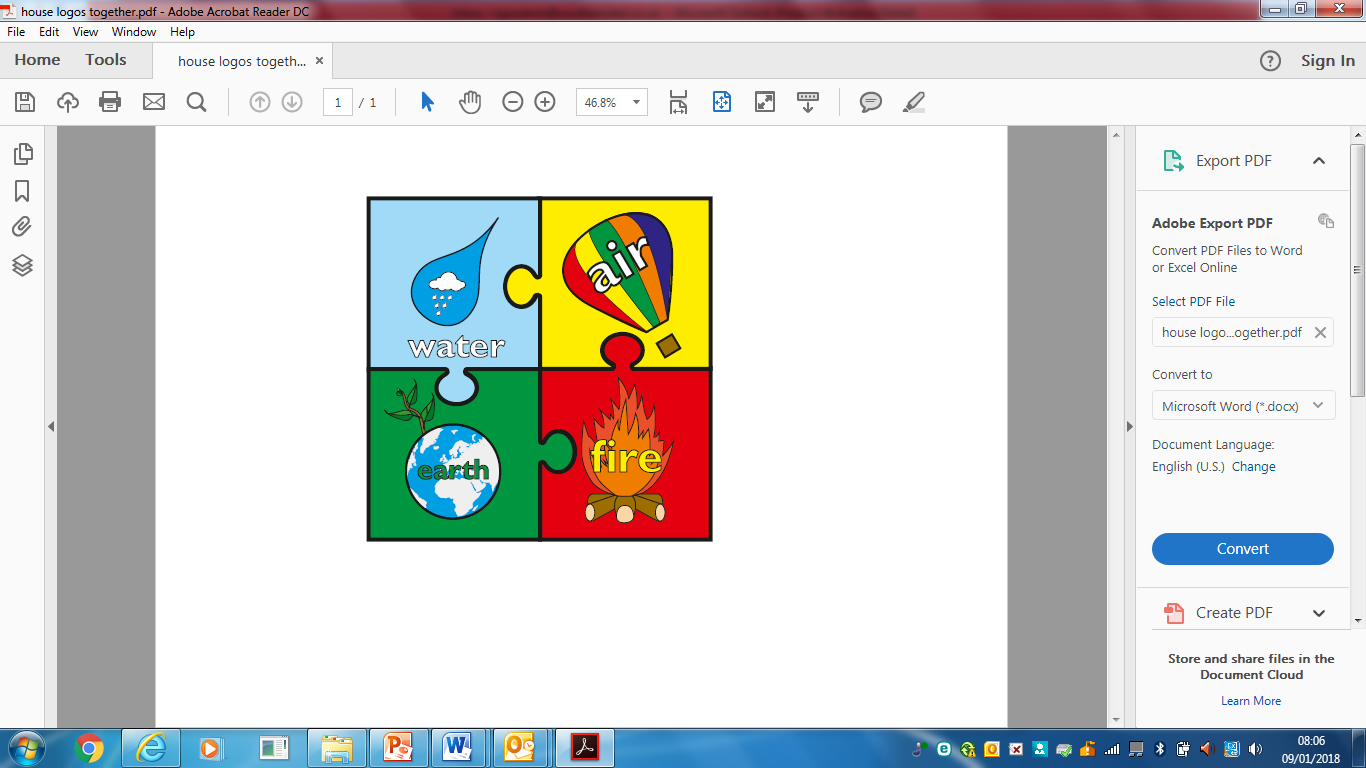 house logos together.pdf - Adobe Acrobat Reader DC
File Edit View Window Help
Home Tools house logos togeth... × ? Sign In
1 / 1 46.8%
water
air
earth
fire
Export PDF
Adobe Export PDF
Convert PDF Files to Word
or Excel Online
Select PDF File
house logo...ogether.pdf
Convert to
Microsoft Word (*.docx)
Document Language:
English (U.S.) Change
Convert
Create PDF
Store and share files in the
Document Cloud
Learn More
08:06
09/01/2018